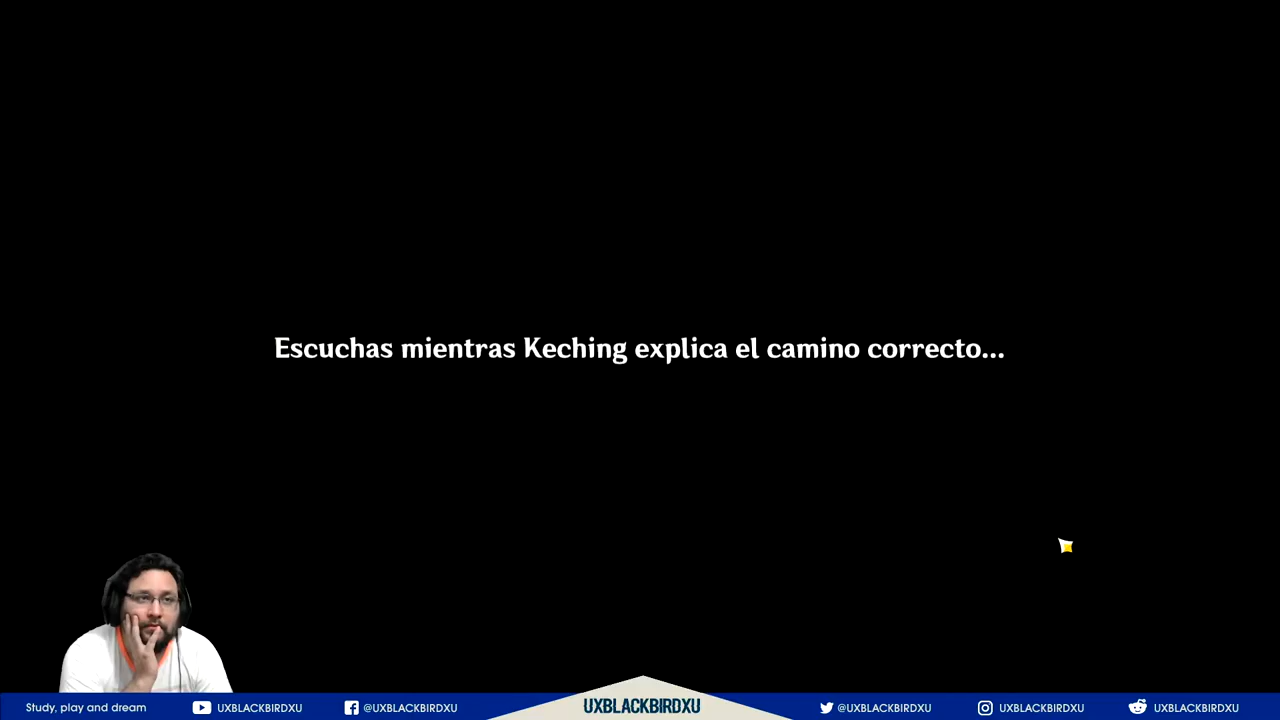 Escuchas mientras Keching explica el camino correcto...
Study, play and dream
UXBLACKBIRDXU
@UXBLACKBIRDXU
UXBLACKBIRDXU
@UXBLACKBIRDXU
UXBLACKBIRDXU
UXBLACKBIRDXU